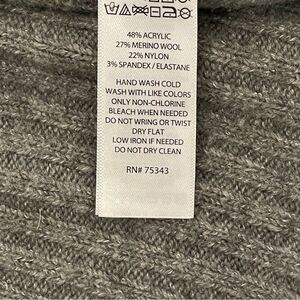 48% ACRYLIC
27% MERINO WOOL
22% NYLON
3% SPANDEX / ELASTANE
HAND WASH COLD
WASH WITH LIKE COLORS
ONLY NON-CHLORINE
BLEACH WHEN NEEDED
DO NOT WRING OR TWIST
DRY FLAT
LOW IRON IF NEEDED
DO NOT DRY CLEAN
RN# 75343